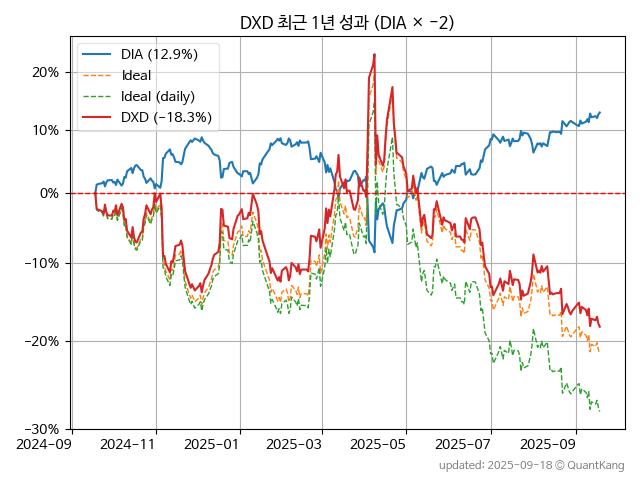 DXD 최근 1년 성과 (DIA × −2)
DIA (12.9%)
Ideal
Ideal (daily)
DXD (−18.3%)
20%
10%
0%
−10%
−20%
−30%
2024-09
2024-11
2025-01
2025-03
2025-05
2025-07
2025-09
updated: 2025-09-18 © QuantKang